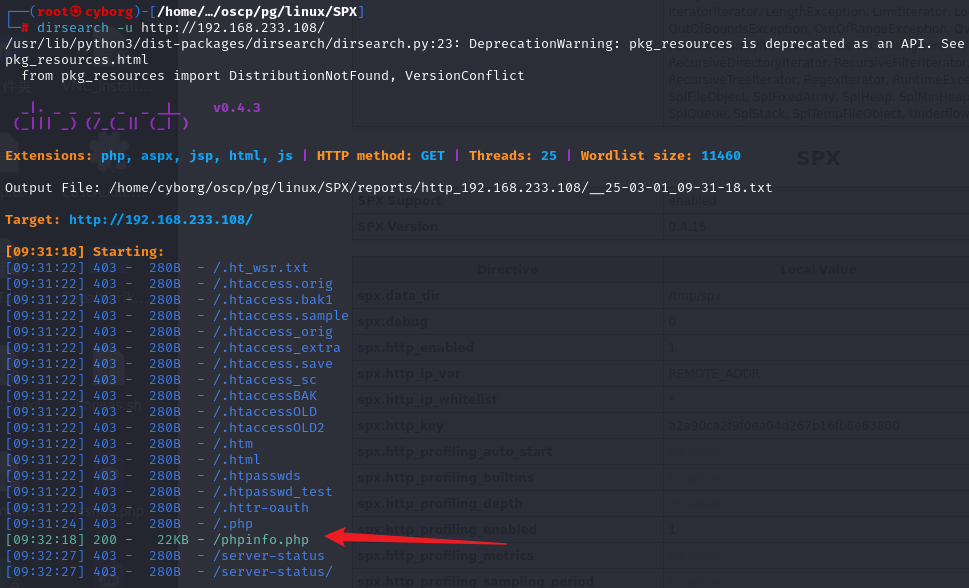 ┌──(root㉿cyborg)-[/home/…/oscp/pg/linux/SPX]
└─# dirsearch -u http://192.168.233.108/
/usr/lib/python3/dist-packages/dirsearch/dirsearch.py:23: DeprecationWarning: pkg_resources is deprecated as an API. See
pkg_resources.html
from pkg_resources import DistributionNotFound, VersionConflict
v0.4.3
Extensions: php, aspx, jsp, html, js | HTTP method: GET | Threads: 25 | Wordlist size: 11460
Output File: /home/cyborg/oscp/pg/linux/SPX/reports/http_192.168.233.108/__25-03-01_09-31-18.txt
Target: http://192.168.233.108/
[09:31:18] Starting:
[09:31:22] 403 -  280B  - /.ht_wsr.txt
[09:31:22] 403 -  280B  - /.htaccess.orig
[09:31:22] 403 -  280B  - /.htaccess.bak1
[09:31:22] 403 -  280B  - /.htaccess.sample
[09:31:22] 403 -  280B  - /.htaccess_orig
[09:31:22] 403 -  280B  - /.htaccess_extra
[09:31:22] 403 -  280B  - /.htaccess.save
[09:31:22] 403 -  280B  - /.htaccess_sc
[09:31:22] 403 -  280B  - /.htaccessBAK
[09:31:22] 403 -  280B  - /.htaccessOLD
[09:31:22] 403 -  280B  - /.htaccessOLD2
[09:31:22] 403 -  280B  - /.htm
[09:31:22] 403 -  280B  - /.html
[09:31:22] 403 -  280B  - /.htpasswds
[09:31:22] 403 -  280B  - /.htpasswd_test
[09:31:22] 403 -  280B  - /.httr-oauth
[09:31:24] 403 -  280B  - /.php
[09:32:18] 200 -   22KB - /phpinfo.php
[09:32:27] 403 -  280B  - /server-status
[09:32:27] 403 -  280B  - /server-status/
SPX
SPX Support enabled
SPX Version 0.4.15
Directive Local Value
spx.data_dir /tmp/spx
spx.debug 0
spx.http_enabled 1
spx.http_ip_var REMOTE_ADDR
spx.http_ip_whitelist *
spx.http_key
spx.http_profiling_auto_start
spx.http_profiling_builtins
spx.http_profiling_depth
spx.http_profiling_enabled 1
spx.http_profiling_metrics
spx.http_profiling_sampling_period